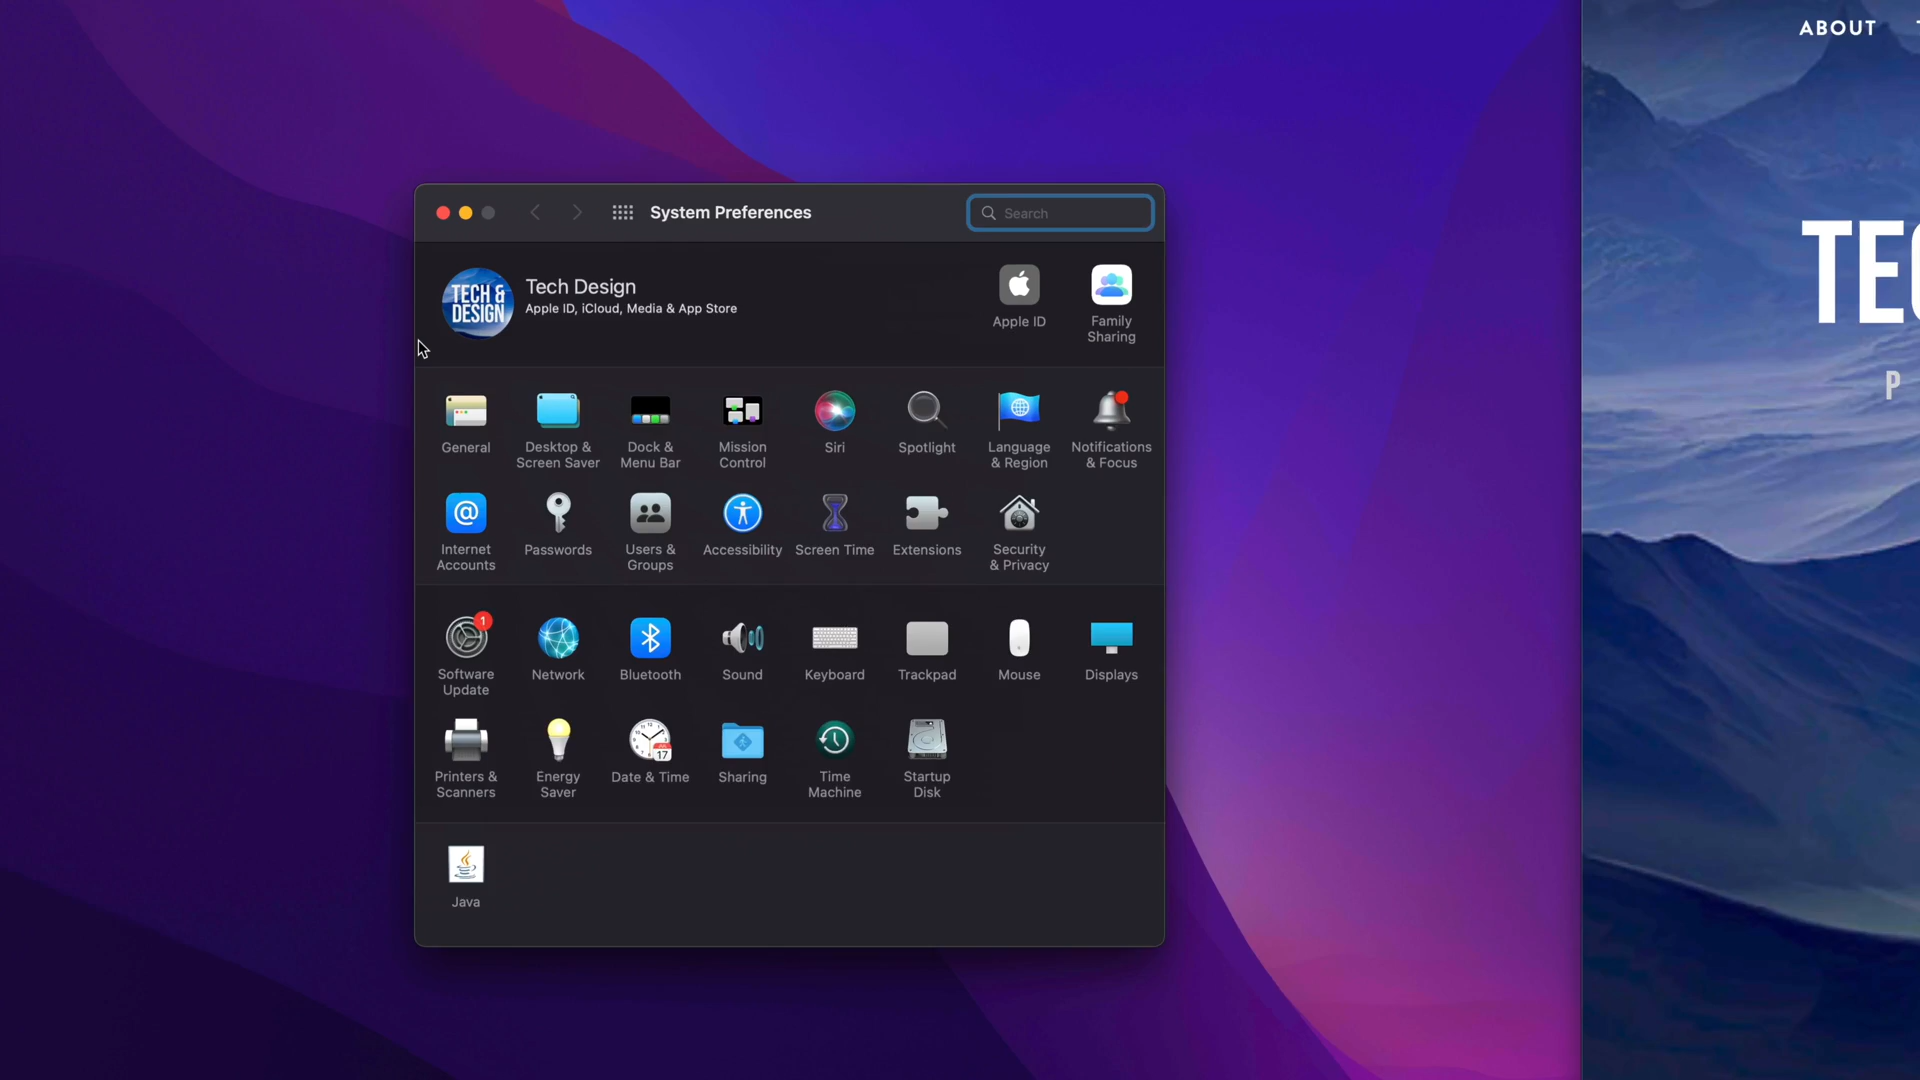 ABOUT
System Preferences
Search
TECH &
DESIGN
Tech Design
Apple ID, iCloud, Media & App Store
Apple ID
Family
Sharing
General
Desktop &
Screen Saver
Dock &
Menu Bar
Mission
Control
Siri
Spotlight
Language
& Region
Notifications
& Focus
@
Internet
Accounts
Passwords
Users &
Groups
Accessibility
Screen Time
Extensions
Security
& Privacy
1
Software
Update
Network
Bluetooth
Sound
Keyboard
Trackpad
Mouse
Displays
Printers &
Scanners
Energy
Saver
17
Date & Time
Sharing
Time
Machine
Startup
Disk
Java
TE
P